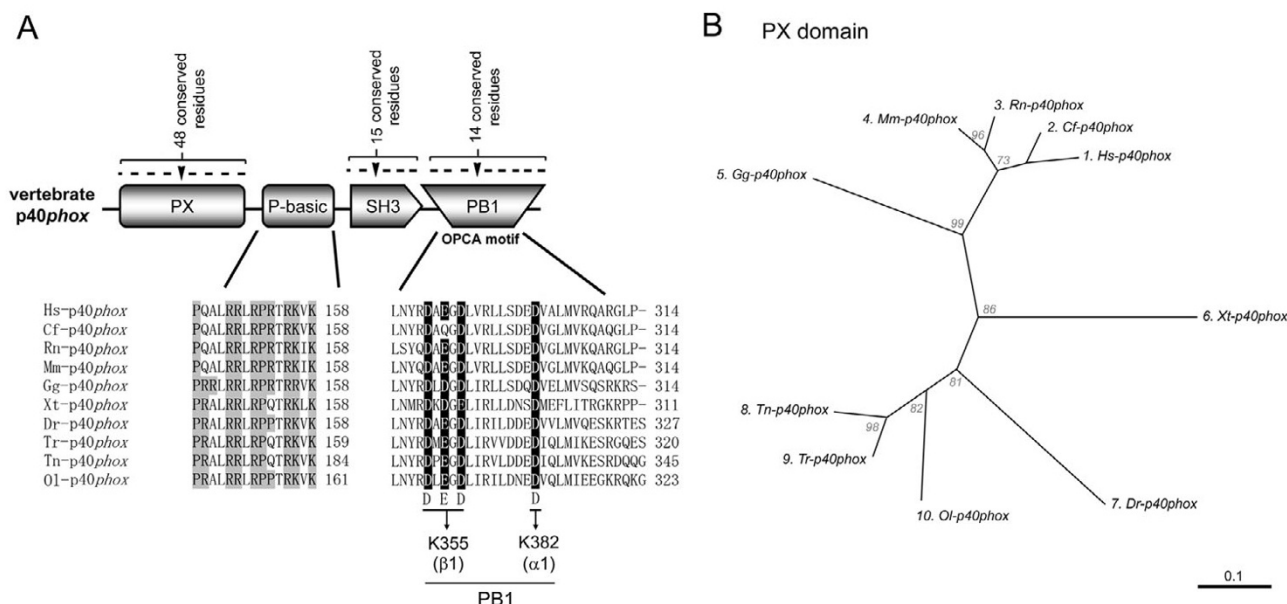 A
48 conserved
residues
15 conserved
residues
14 conserved
residues
vertebrate
p40phox
PX
P-basic
SH3
PB1
OPCA motif
Hs-p40phox PQALRRLRPRTRKVK 158 LNYRDAEGDLVRLLSDEDVALMVRQARGLP- 314
Cf-p40phox PQALRRLRPRTRKVK 158 LNYRDAQGDLVRLLSDEDVGLMVKQARGLP- 314
Rn-p40phox PQALRRLRPRTRKIK 158 LSYQDAEGDLVRLLSDEDVGLMVKQARGLP- 314
Mm-p40phox PQALRRLRPRTRKIK 158 LNYQDAEGDLVRLLSDEDVGLMVKQARGLP- 314
Gg-p40phox PRRLRRLRPRTRRVK 158 LNYRDLDGDLIRLLSDQDVELMVSQSRKRS- 314
Xt-p40phox PRALRRLRPQTRKLK 158 LNMRDKDGELIRLLDNSDMEFLITRGKRPP- 311
Dr-p40phox PRALRRLRPPTRKVK 158 LNYRDAEGDLIRILDDEDVVLMVQESKRTES 327
Tr-p40phox PRALRRLRPQTRKVK 159 LNYRDMEGDLIRVVDDEDIQLMIKESRGQES 320
Tn-p40phox PRALRRLRPQTRKVK 184 LNYRDPEGDLIRVLDDEDIQLMVKESRDQQG 345
Ol-p40phox PRALRRLRPPTRKVK 161 LNYRDLEGDLIRILDNEDVQLMIEEGKRQKG 323
D E D D
K355
(β1)
K382
(α1)
PB1
B PX domain
3. Rn-p40phox
4. Mm-p40phox
2. Cf-p40phox
1. Hs-p40phox
96
73
5. Gg-p40phox
99
86
6. Xt-p40phox
81
8. Tn-p40phox
82
98
9. Tr-p40phox
7. Dr-p40phox
10. Ol-p40phox
0.1